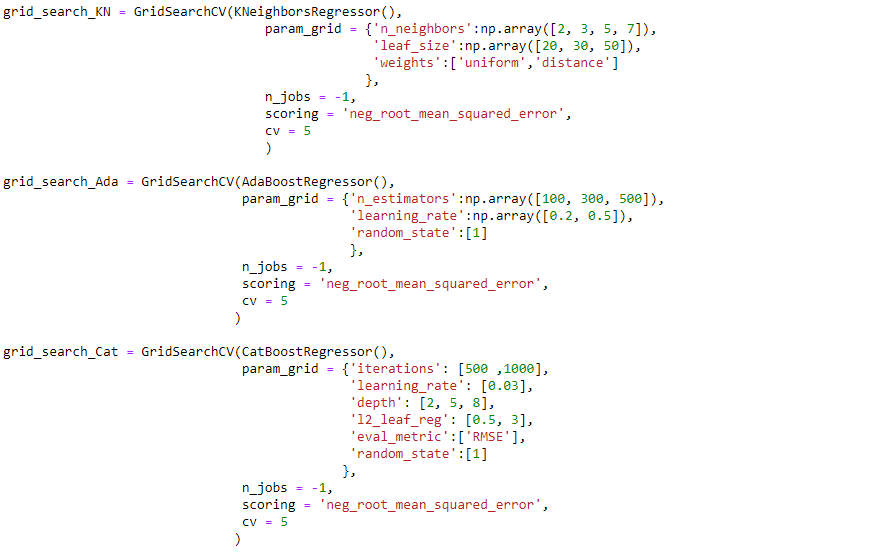 grid_search_KN = GridSearchCV(KNeighborsRegressor(),
                                  param_grid = {'n_neighbors':np.array([2, 3, 5, 7]),
                                                'leaf_size':np.array([20, 30, 50]),
                                                'weights':['uniform','distance']
                                               },
                                  n_jobs = -1,
                                  scoring = 'neg_root_mean_squared_error',
                                  cv = 5
                                  )
grid_search_Ada = GridSearchCV(AdaBoostRegressor(),
                               param_grid = {'n_estimators':np.array([100, 300, 500]),
                                             'learning_rate':np.array([0.2, 0.5]),
                                             'random_state':[1]
                                             },
                               n_jobs = -1,
                               scoring = 'neg_root_mean_squared_error',
                               cv = 5
                              )
grid_search_Cat = GridSearchCV(CatBoostRegressor(),
                               param_grid = {'iterations': [500 ,1000],
                                             'learning_rate': [0.03],
                                             'depth': [2, 5, 8],
                                             'l2_leaf_reg': [0.5, 3],
                                             'eval_metric':['RMSE'],
                                             'random_state':[1]
                                            },
                               n_jobs = -1,
                               scoring = 'neg_root_mean_squared_error',
                               cv = 5
                              )